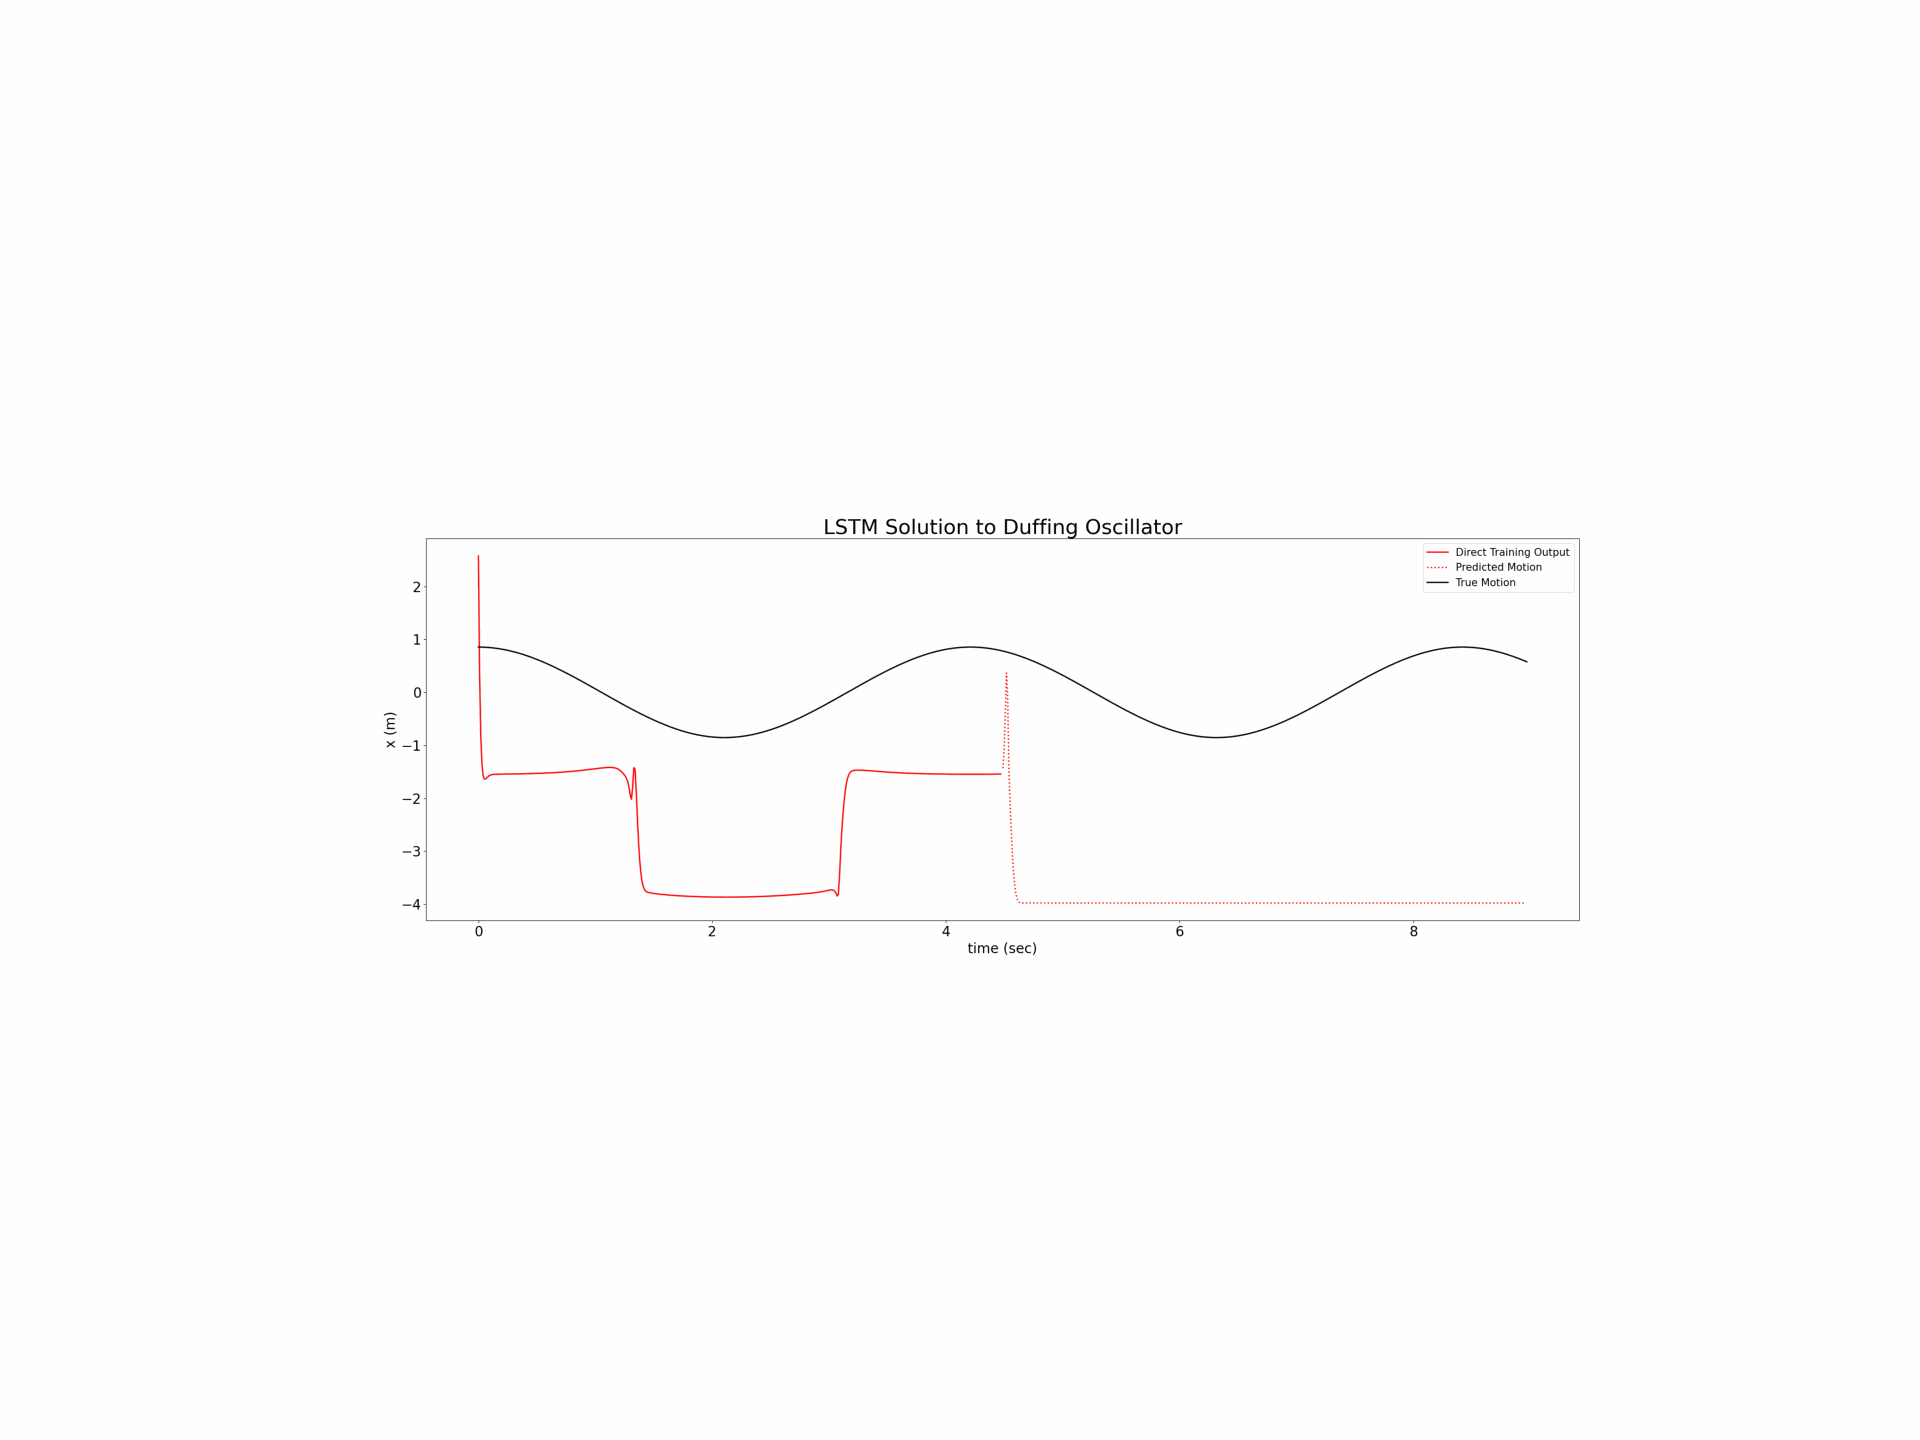 LSTM Solution to Duffing Oscillator
Direct Training Output
Predicted Motion
True Motion
2
1
0
−1
−2
−3
−4
x (m)
0 2 4 6 8
time (sec)